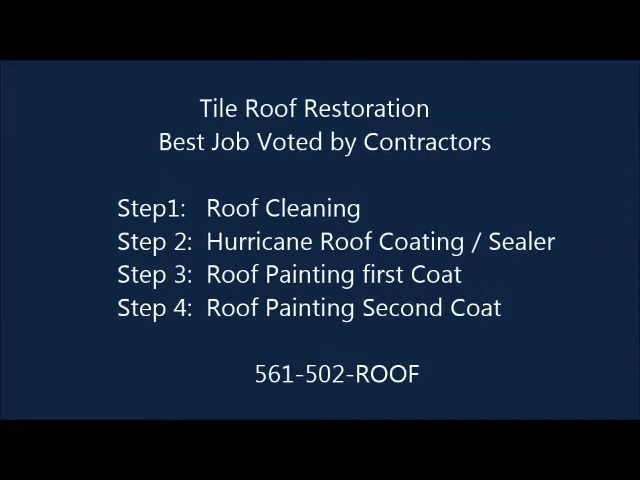 Tile Roof Restoration
Best Job Voted by Contractors
Step1: Roof Cleaning
Step 2: Hurricane Roof Coating / Sealer
Step 3: Roof Painting first Coat
Step 4: Roof Painting Second Coat
561-502-ROOF